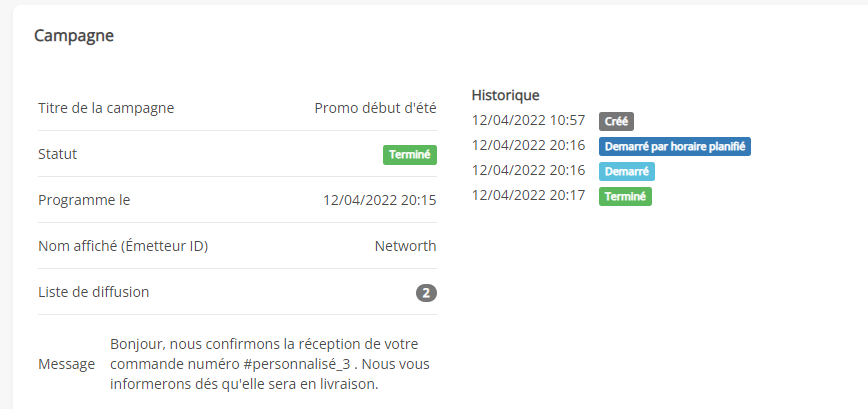 Campagne
Titre de la campagne Promo début d'été
Statut Terminé
Programme le 12/04/2022 20:15
Nom affiché (Émetteur ID) Networth
Liste de diffusion 2
Message Bonjour, nous confirmons la réception de votre
commande numéro #personnalisé_3 . Nous vous
informerons dés qu'elle sera en livraison.
Historique
12/04/2022 10:57 Créé
12/04/2022 20:16 Demarré par horaire planifié
12/04/2022 20:16 Demarré
12/04/2022 20:17 Terminé